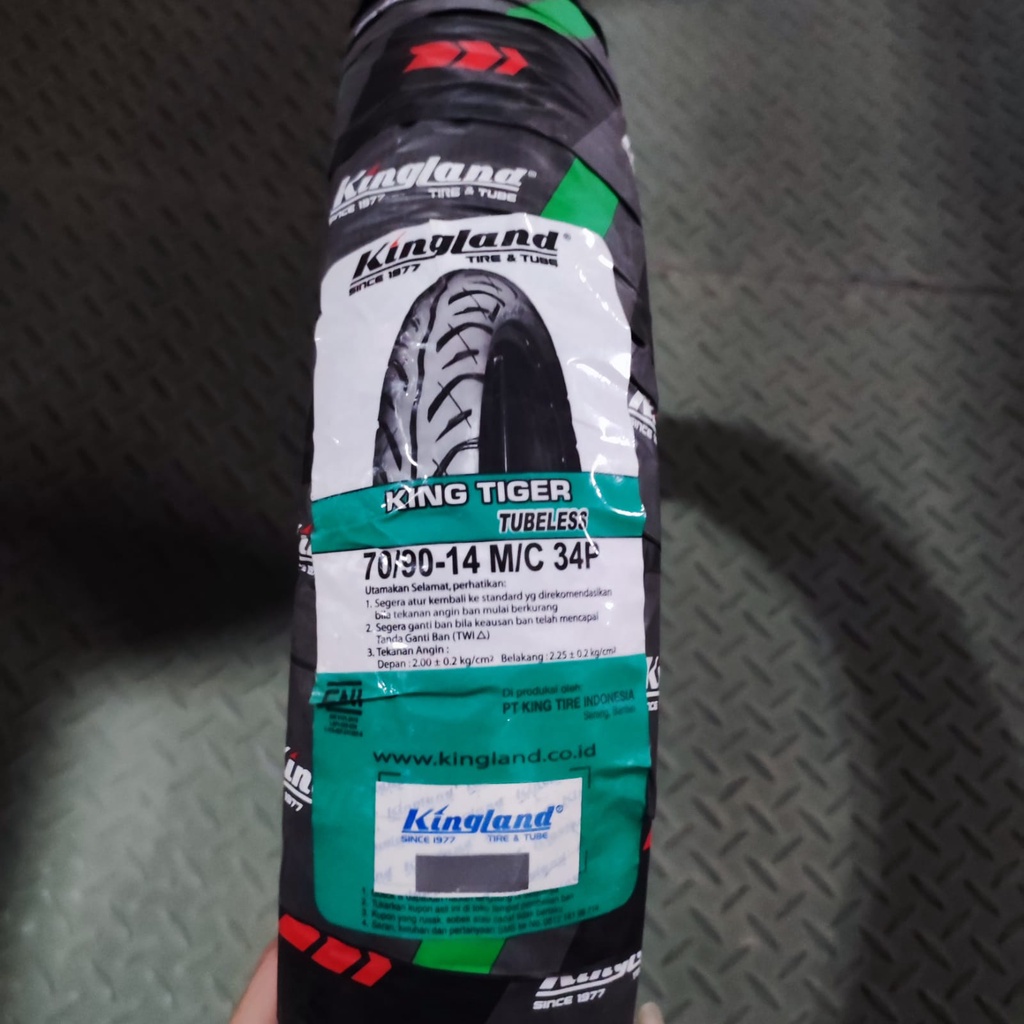 Kingland®
SINCE 1977 TIRE & TUBE
Kingland®
SINCE 1977 TIRE & TUBE
KING TIGER
TUBELESS
70/90-14 M/C 34P
Utamakan Selamat, perhatikan:
1. Segera atur kembali ke standard yg direkomendasikan
bila tekanan angin ban mulai berkurang
2. Segera ganti ban bila keausan ban telah mencapai
Tanda Ganti Ban (TWI △)
3. Tekanan Angin :
Depan : 2.00 ± 0.2 kg/cm² Belakang : 2.25 ± 0.2 kg/cm²
Di produksi oleh:
PT KING TIRE INDONESIA
Serang, Banten
www.kingland.co.id
Kingland®
SINCE 1977 TIRE & TUBE
SINCE 1977